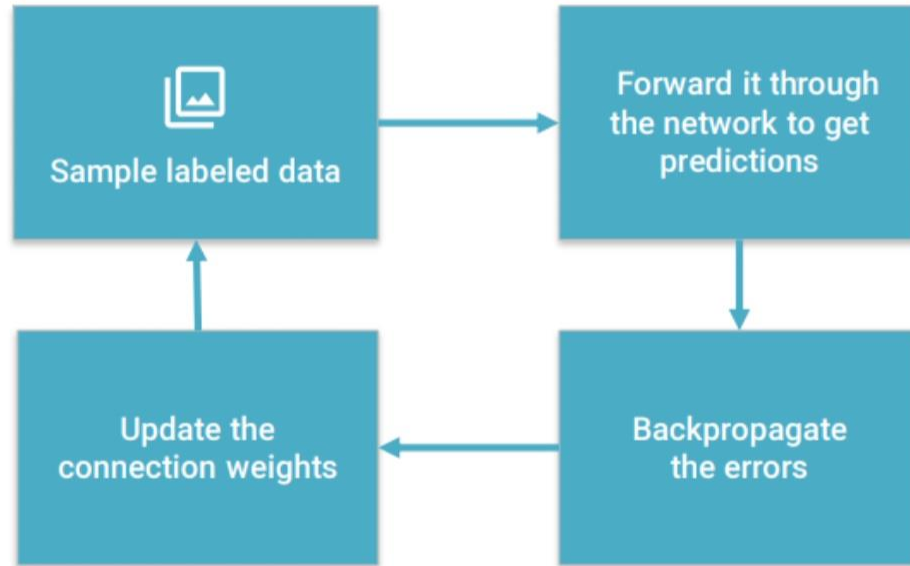 Sample labeled data
Forward it through
the network to get
predictions
Update the
connection weights
Backpropagate
the errors